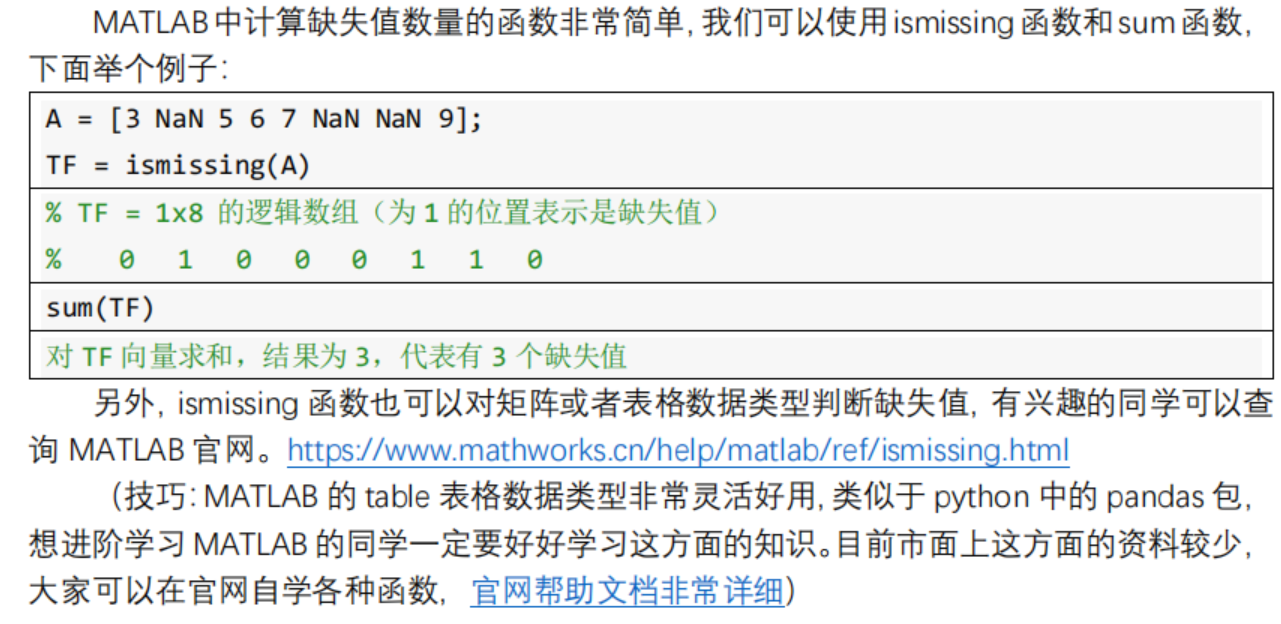 MATLAB中计算缺失值数量的函数非常简单，我们可以使用ismissing函数和sum函数，
下面举个例子：
A = [3 NaN 5 6 7 NaN NaN 9];
TF = ismissing(A)
% TF = 1x8 的逻辑数组（为 1 的位置表示是缺失值）
% 0 1 0 0 0 1 1 0
sum(TF)
对 TF 向量求和，结果为 3，代表有 3 个缺失值
另外，ismissing 函数也可以对矩阵或者表格数据类型判断缺失值，有兴趣的同学可以查
询 MATLAB 官网。https://www.mathworks.cn/help/matlab/ref/ismissing.html
（技巧：MATLAB 的 table 表格数据类型非常灵活好用，类似于 python 中的 pandas 包，
想进阶学习 MATLAB 的同学一定要好好学习这方面的知识。目前市面上这方面的资料较少，
大家可以在官网自学各种函数，官网帮助文档非常详细）